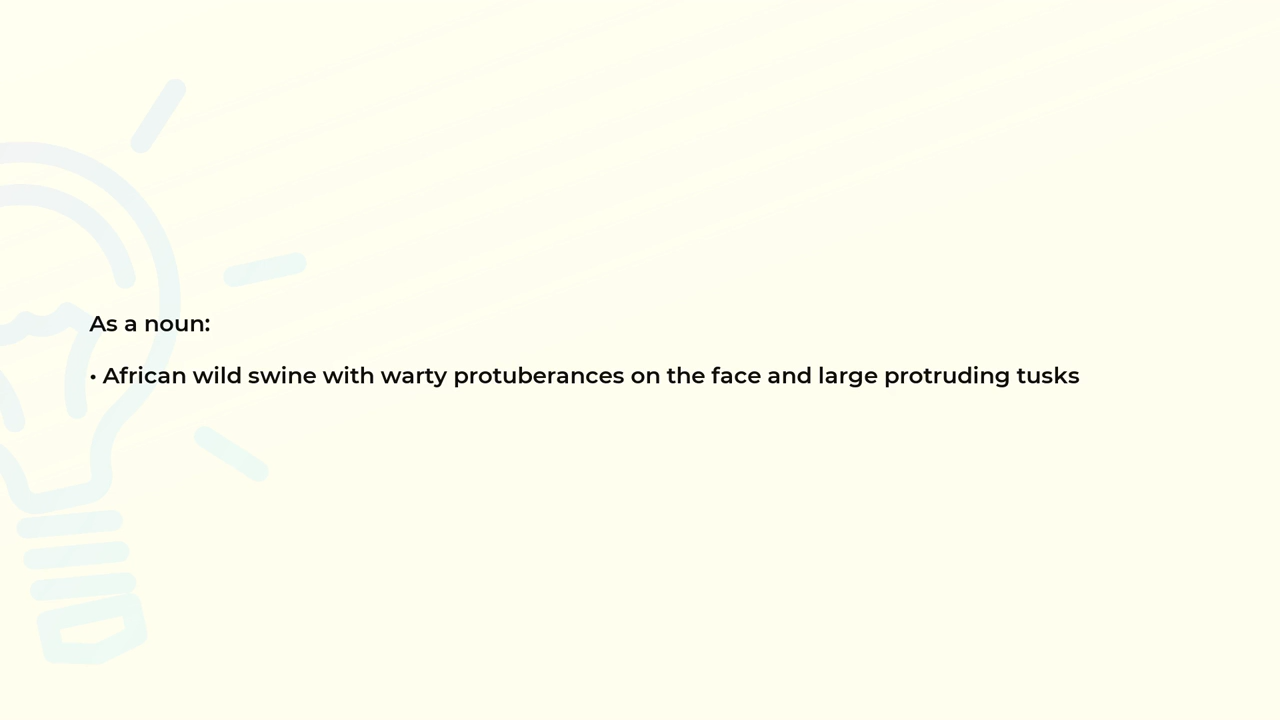 As a noun:
• African wild swine with warty protuberances on the face and large protruding tusks